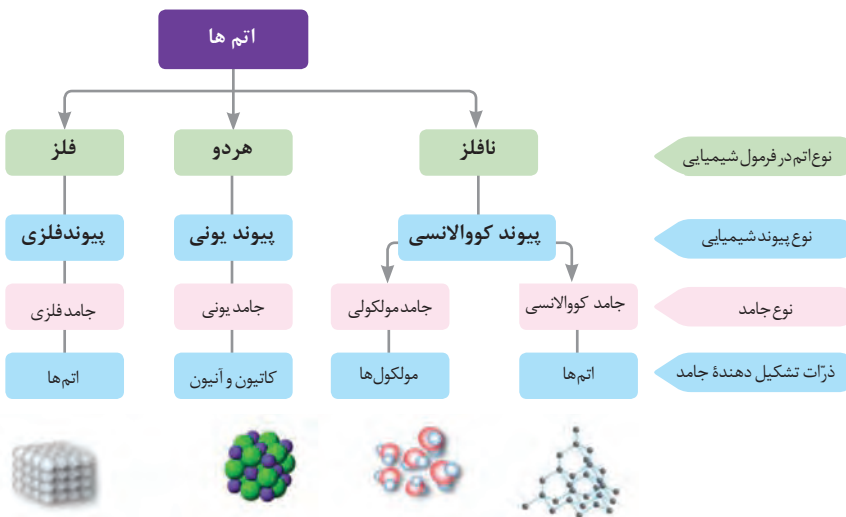 اتم ها
نوع اتم در فرمول شیمیایی
نافلز
هردو
فلز
نوع پیوند شیمیایی
پیوند کووالانسی
پیوند یونی
پیوند فلزی
نوع جامد
جامد کووالانسی
جامد مولکولی
جامد یونی
جامد فلزی
ذرّات تشکیل دهندهٔ جامد
اتم‌ها
مولکول‌ها
کاتیون و آنیون
اتم‌ها